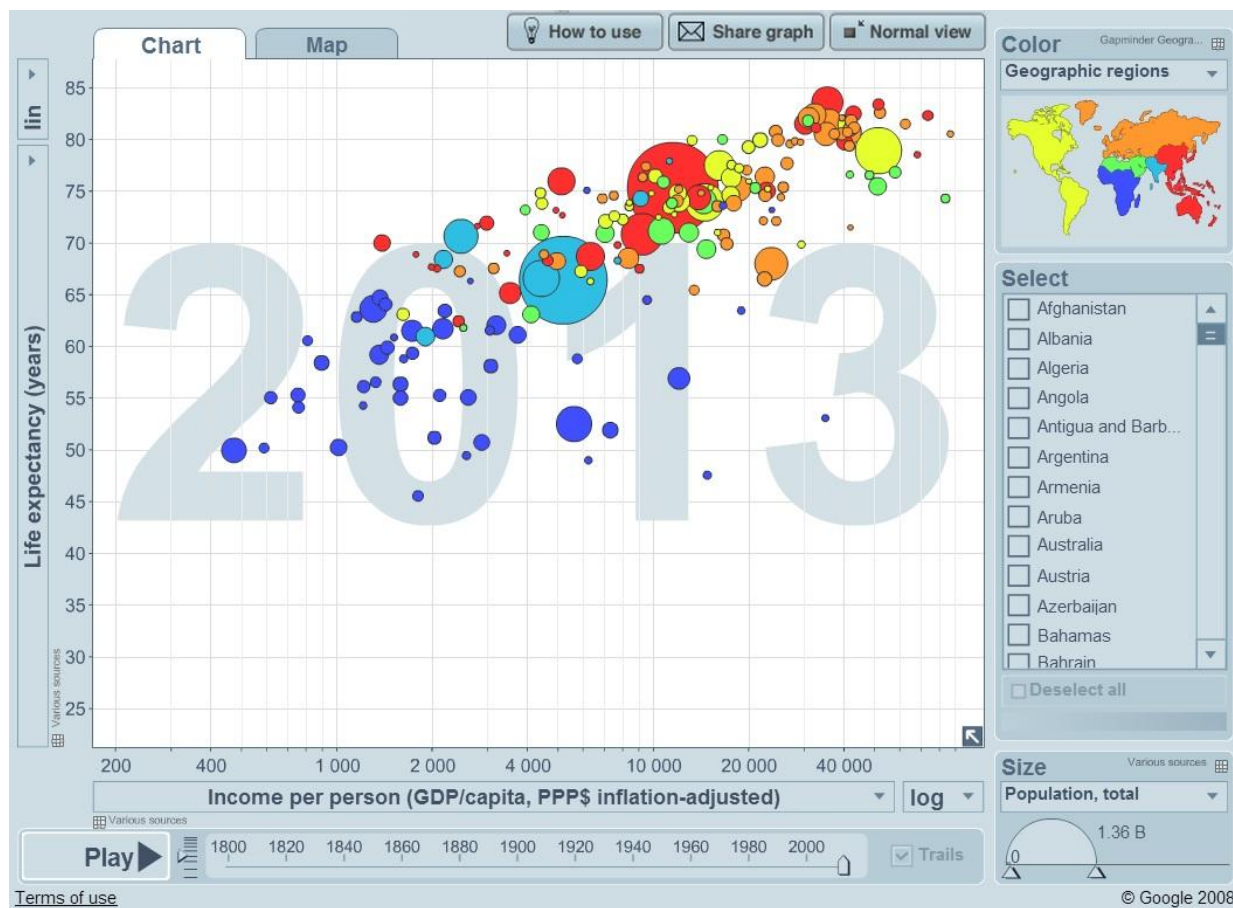 Chart
Map
How to use
Share graph
Normal view
lin
Life expectancy (years)
Various sources
85
80
75
70
65
60
55
50
45
40
35
30
25
2013
200
400
1 000
2 000
4 000
10 000
20 000
40 000
Income per person (GDP/capita, PPP$ inflation-adjusted)
log
Various sources
Play
1800
1820
1840
1860
1880
1900
1920
1940
1960
1980
2000
Trails
Color
Gapminder Geogra...
Geographic regions
Select
Afghanistan
Albania
Algeria
Angola
Antigua and Barb...
Argentina
Armenia
Aruba
Australia
Austria
Azerbaijan
Bahamas
Bahrain
Deselect all
Size
Various sources
Population, total
1.36 B
0
Terms of use
© Google 2008